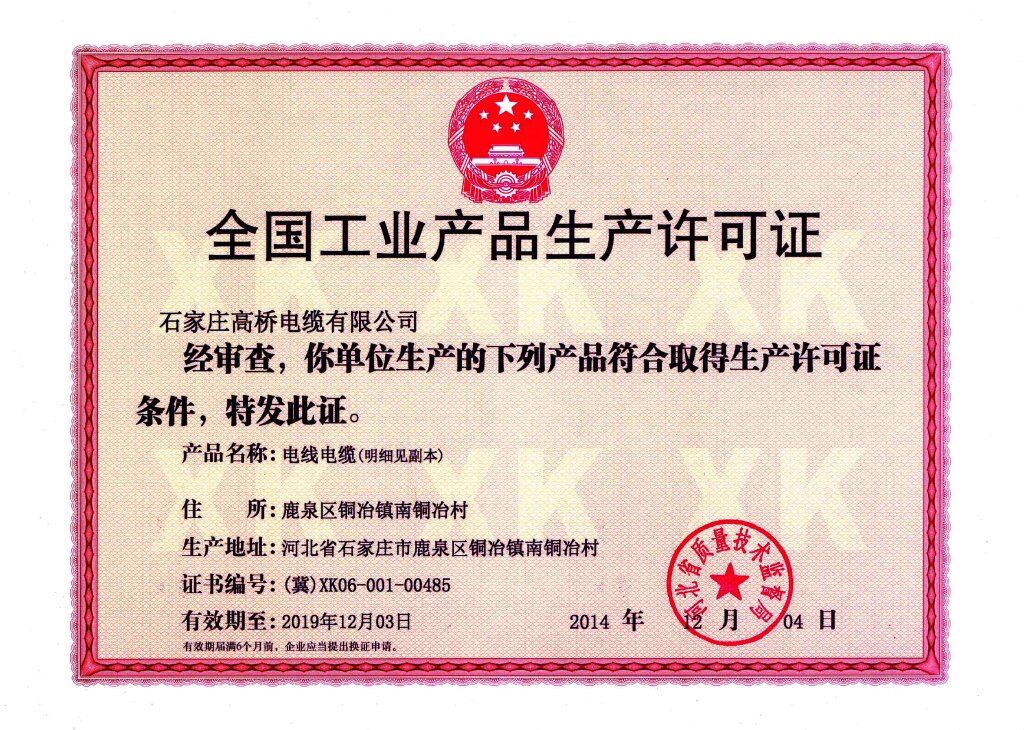 全国工业产品生产许可证
XK XK XK
石家庄高桥电缆有限公司
经审查，你单位生产的下列产品符合取得生产许可证
条件，特发此证。
产品名称：电线电缆(明细见副本)
XK XK XK
住 所：鹿泉区铜冶镇南铜冶村
生产地址：河北省石家庄市鹿泉区铜冶镇南铜冶村
证书编号：(冀)XK06-001-00485
有效期至：2019年12月03日
2014 年 12 月 04 日
河北省质量技术监督局
有效期届满6个月前，企业应当提出换证申请。